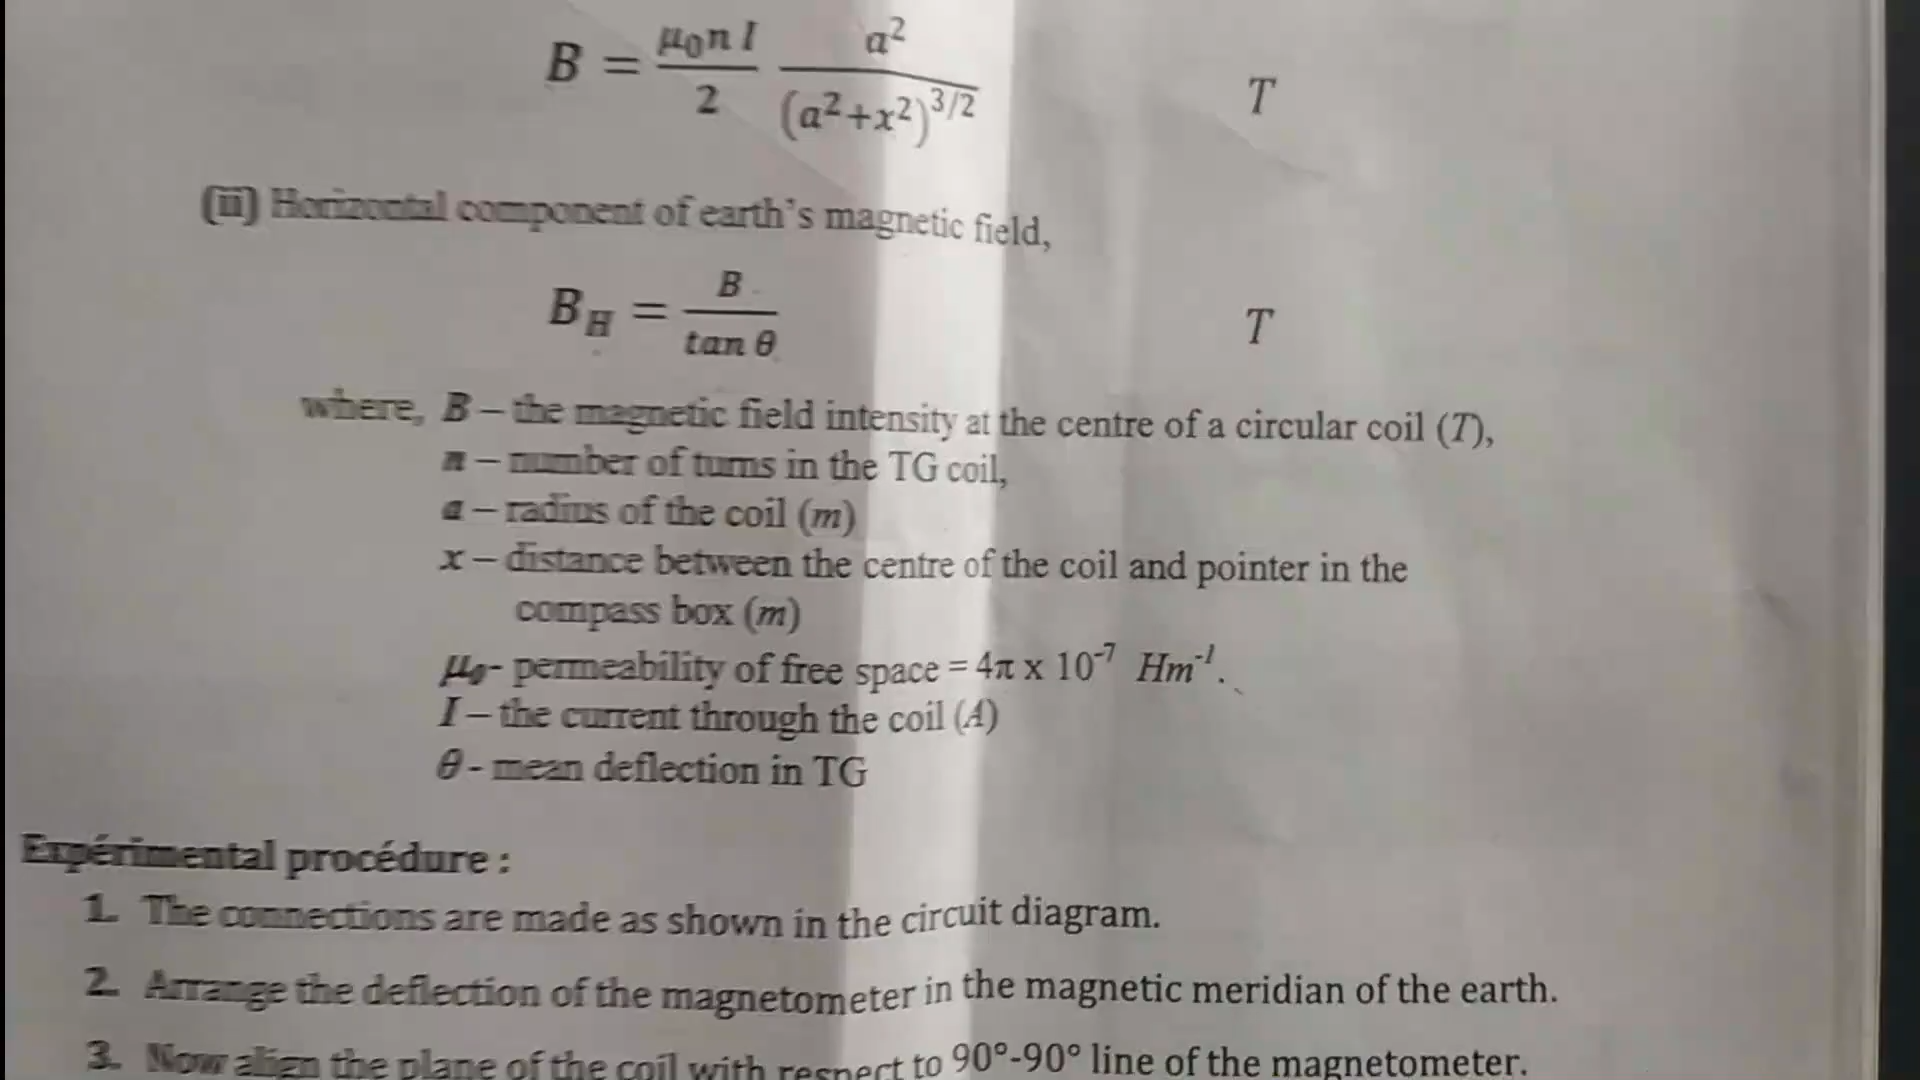 B = μ₀n I / 2 a² / (a²+x²)^3/2 T
(ii) Horizontal component of earth's magnetic field,
B_H = B / tan θ T
where, B – the magnetic field intensity at the centre of a circular coil (T),
n – number of turns in the TG coil,
a – radius of the coil (m)
x – distance between the centre of the coil and pointer in the
compass box (m)
μ₀- permeability of free space = 4π x 10⁻⁷ Hm⁻¹.
I – the current through the coil (A)
θ - mean deflection in TG
Expérimental procédure :
1. The connections are made as shown in the circuit diagram.
2. Arrange the deflection of the magnetometer in the magnetic meridian of the earth.
3. Now align the plane of the coil with respect to 90°-90° line of the magnetometer.